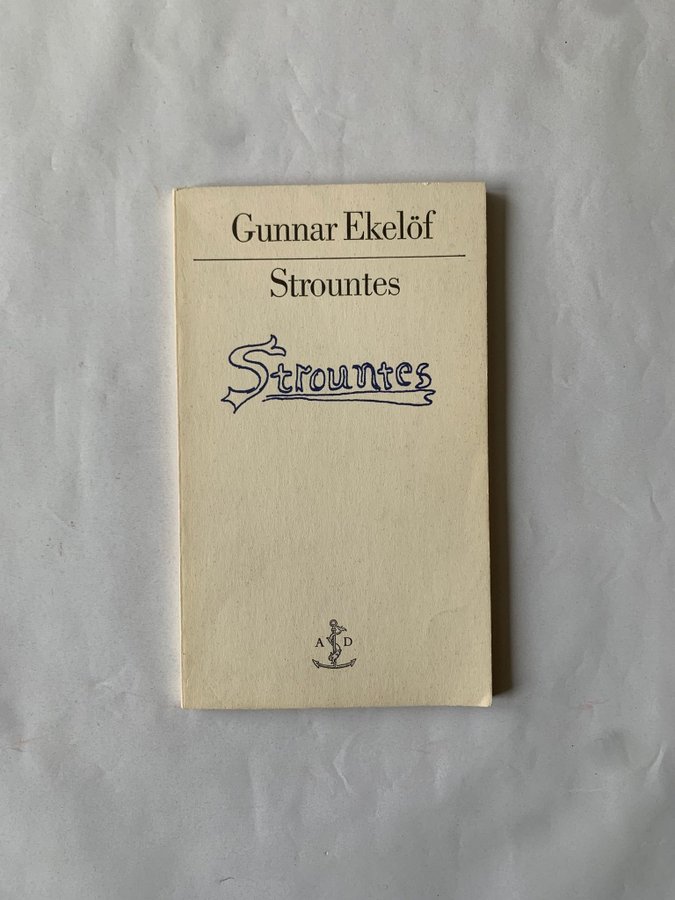 Gunnar Ekelöf
Strountes
Strountes
A D